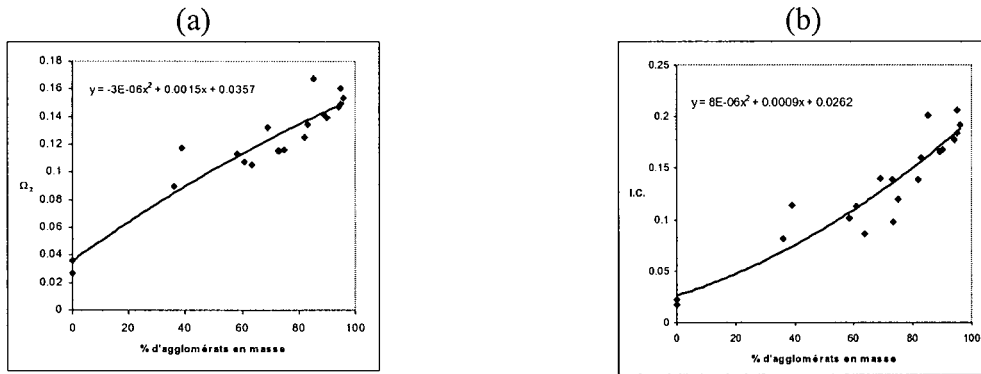 (a)
0.18
0.16
0.14
0.12
0.1
0.08
0.06
0.04
0.02
0
y = -3E-06x² + 0.0015x + 0.0357
Ω₂
0 20 40 60 80 100
% d'agglomérats en masse
(b)
0.25
0.2
0.15
0.1
0.05
0
y = 8E-06x² + 0.0009x + 0.0262
I.C.
0 20 40 60 80 100
% d'agglomérats en masse